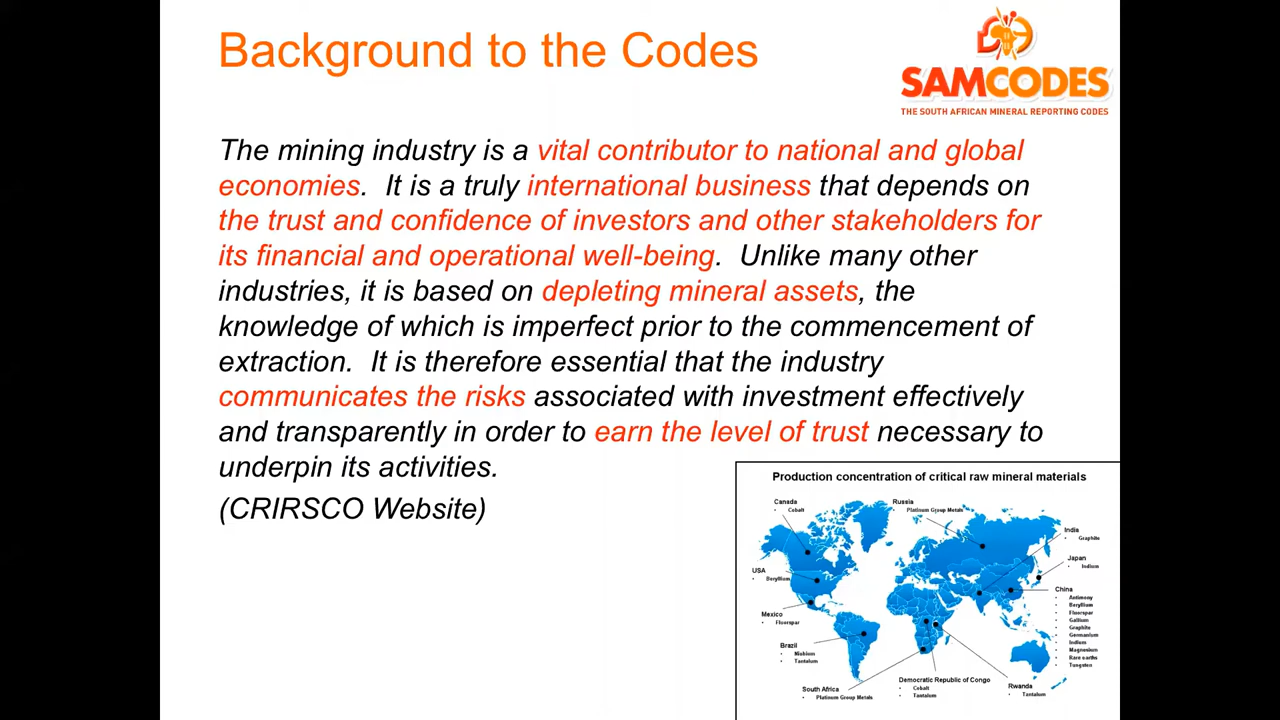 Background to the Codes
SAMCODES
THE SOUTH AFRICAN MINERAL REPORTING CODES
The mining industry is a vital contributor to national and global
economies. It is a truly international business that depends on
the trust and confidence of investors and other stakeholders for
its financial and operational well-being. Unlike many other
industries, it is based on depleting mineral assets, the
knowledge of which is imperfect prior to the commencement of
extraction. It is therefore essential that the industry
communicates the risks associated with investment effectively
and transparently in order to earn the level of trust necessary to
underpin its activities.
(CRIRSCO Website)
Production concentration of critical raw mineral materials
Canada
• Cobalt
Russia
• Platinum Group Metals
India
• Graphite
Japan
• Indium
USA
• Beryllium
China
• Antimony
• Beryllium
• Fluorspar
• Gallium
• Graphite
• Germanium
• Indium
• Magnesium
• Rare earths
• Tungsten
Mexico
• Fluorspar
Brazil
• Niobium
• Tantalum
South Africa
• Platinum Group Metals
Democratic Republic of Congo
• Cobalt
• Tantalum
Rwanda
• Tantalum